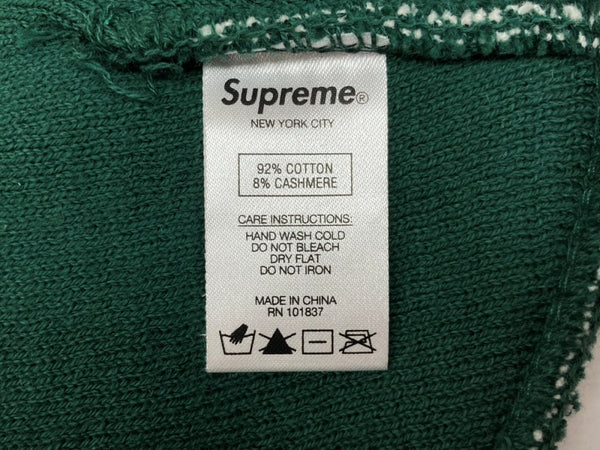 Supreme®
NEW YORK CITY
92% COTTON
8% CASHMERE
CARE INSTRUCTIONS:
HAND WASH COLD
DO NOT BLEACH
DRY FLAT
DO NOT IRON
MADE IN CHINA
RN 101837